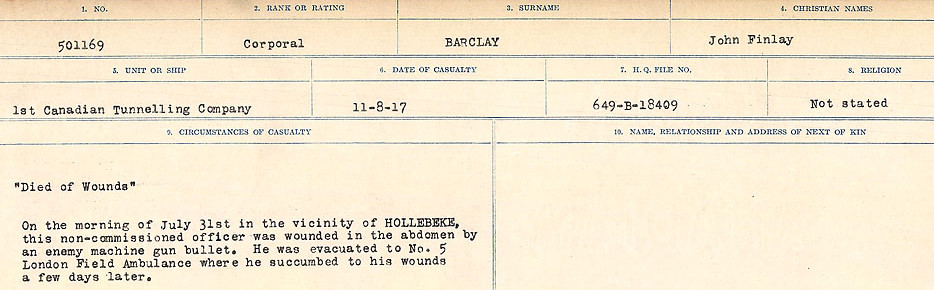 1. NO. 2. RANK OR RATING 3. SURNAME 4. CHRISTIAN NAMES
501169 Corporal BARCLAY John Finlay
5. UNIT OR SHIP 6. DATE OF CASUALTY 7. H.Q. FILE NO. 8. RELIGION
1st Canadian Tunnelling Company 11-8-17 649-B-18409 Not stated
9. CIRCUMSTANCES OF CASUALTY 10. NAME, RELATIONSHIP AND ADDRESS OF NEXT OF KIN
"Died of Wounds"
On the morning of July 31st in the vicinity of HOLLEBEKE,
this non-commissioned officer was wounded in the abdomen by
an enemy machine gun bullet. He was evacuated to No. 5
London Field Ambulance where he succumbed to his wounds
a few days later.